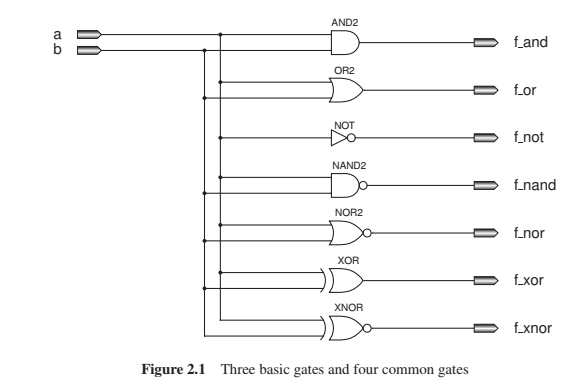 AND2
a
f_and
b
OR2
f_or
NOT
f_not
NAND2
f_nand
NOR2
f_nor
XOR
f_xor
XNOR
f_xnor
Figure 2.1 Three basic gates and four common gates